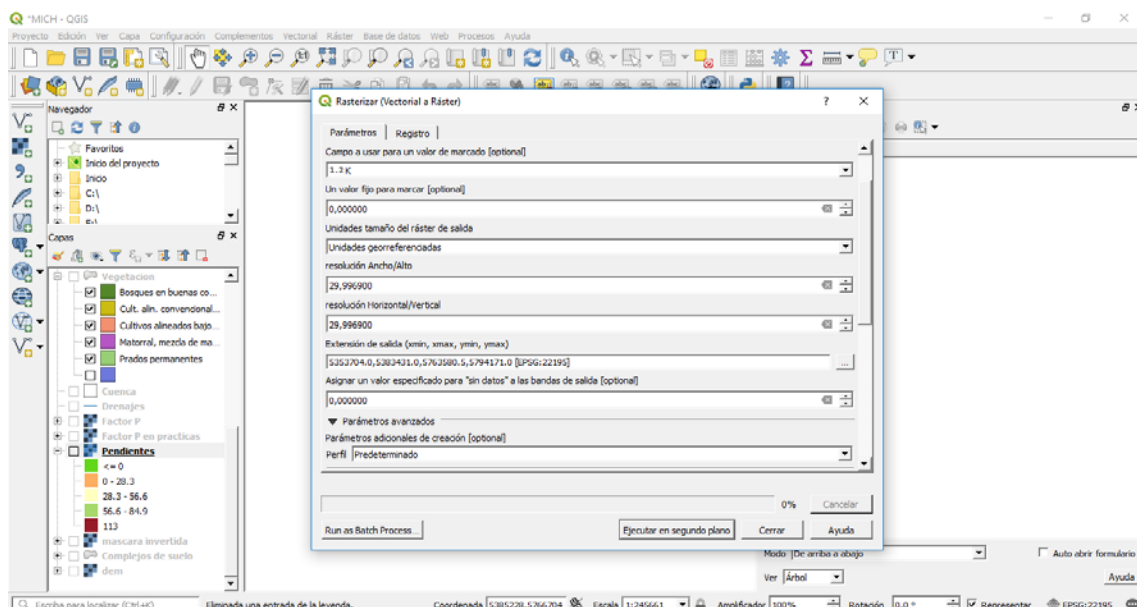 *MICH - QGIS
Proyecto Edición Ver Capa Configuración Complementos Vectorial Ráster Base de datos Web Procesos Ayuda
Navegador
Favoritos
Inicio del proyecto
Inicio
C:\
D:\
E:\
Capas
Vegetacion
Bosques en buenas co...
Cult. alin. convencional...
Cultivos alineados bajo...
Matorral, mezcla de ma...
Prados permanentes
Cuenca
Drenajes
Factor P
Factor P en practicas
Pendientes
<= 0
0 - 28.3
28.3 - 56.6
56.6 - 84.9
113
mascara invertida
Complejos de suelo
dem
Rasterizar (Vectorial a Ráster) ? X
Parámetros Registro
Campo a usar para un valor de marcado [optional]
1.2 K
Un valor fijo para marcar [optional]
0,000000
Unidades tamaño del ráster de salida
Unidades georreferenciadas
resolución Ancho/Alto
29,996900
resolución Horizontal/Vertical
29,996900
Extensión de salida (xmin, xmax, ymin, ymax)
5353704.0,5383431.0,5763580.5,5794171.0 [EPSG:22195]
...
Asignar un valor especificado para "sin datos" a las bandas de salida [optional]
0,000000
Parámetros avanzados
Parámetros adicionales de creación [optional]
Perfil Predeterminado
0% Cancelar
Run as Batch Process... Ejecutar en segundo plano Cerrar Ayuda
Modo De arriba a abajo Auto abrir formulario
Ver Árbol Ayuda
Escriba para localizar (Ctrl+K) Eliminada una entrada de la leyenda. Coordenada 5385228,5766704 Escala 1:245661 Amplificador 100% Rotación 0,0 ° Representar EPSG:22195